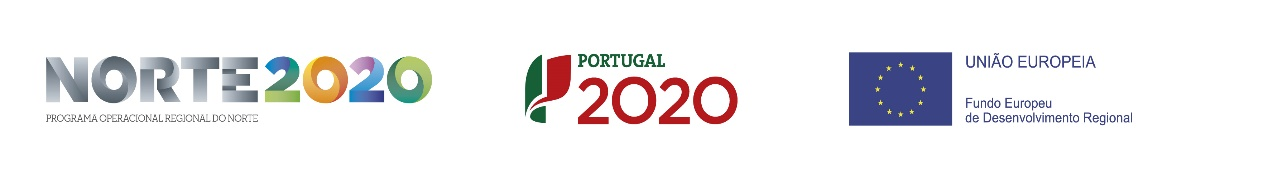 NORTE2020
PROGRAMA OPERACIONAL REGIONAL DO NORTE
PORTUGAL
2020
UNIÃO EUROPEIA
Fundo Europeu
de Desenvolvimento Regional